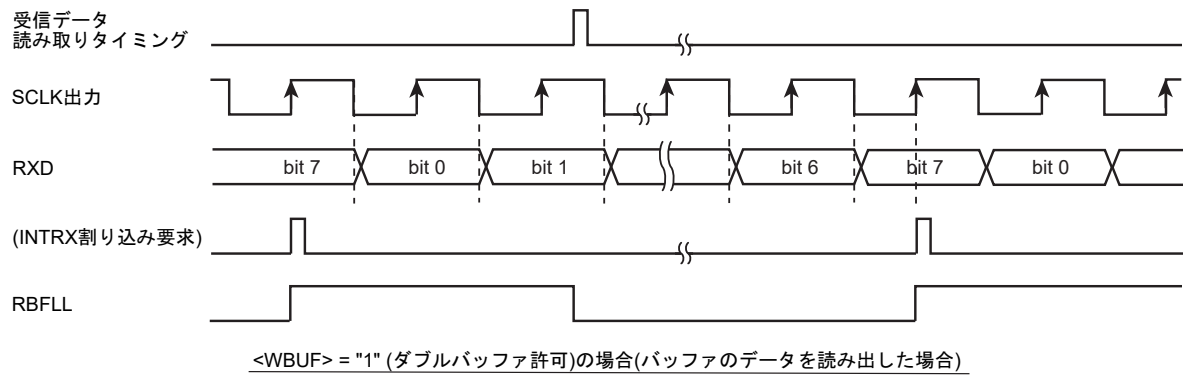 受信データ
読み取りタイミング
SCLK出力
RXD
bit 7
bit 0
bit 1
bit 6
bit 7
bit 0
(INTRX割り込み要求)
RBFLL
<WBUF> = "1" (ダブルバッファ許可)の場合(バッファのデータを読み出した場合)